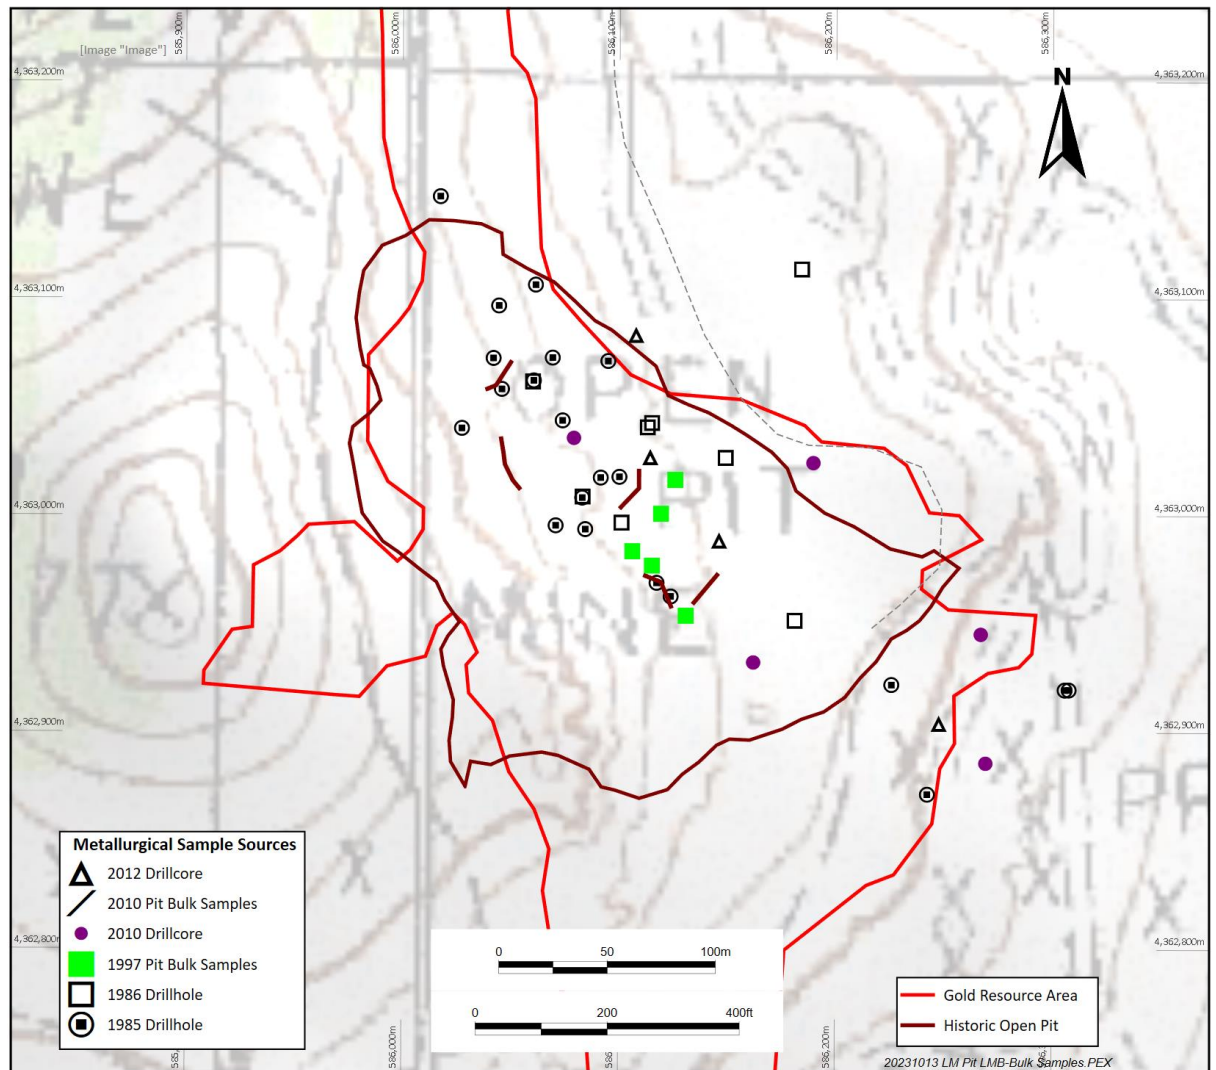 [Image "Image"]
585,900m
586,000m
586,100m
586,200m
586,300m
4,363,200m
4,363,200m
N
WE
4,363,100m
4,363,100m
OPEN
PIT
4,363,000m
4,363,000m
MINE
4,362,900m
4,362,900m
Metallurgical Sample Sources
2012 Drillcore
2010 Pit Bulk Samples
2010 Drillcore
1997 Pit Bulk Samples
1986 Drillhole
1985 Drillhole
4,362,800m
4,362,800m
0 50 100m
0 200 400ft
Gold Resource Area
Historic Open Pit
586,000m
586,200m
20231013 LM Pit LMB-Bulk Samples.PEX